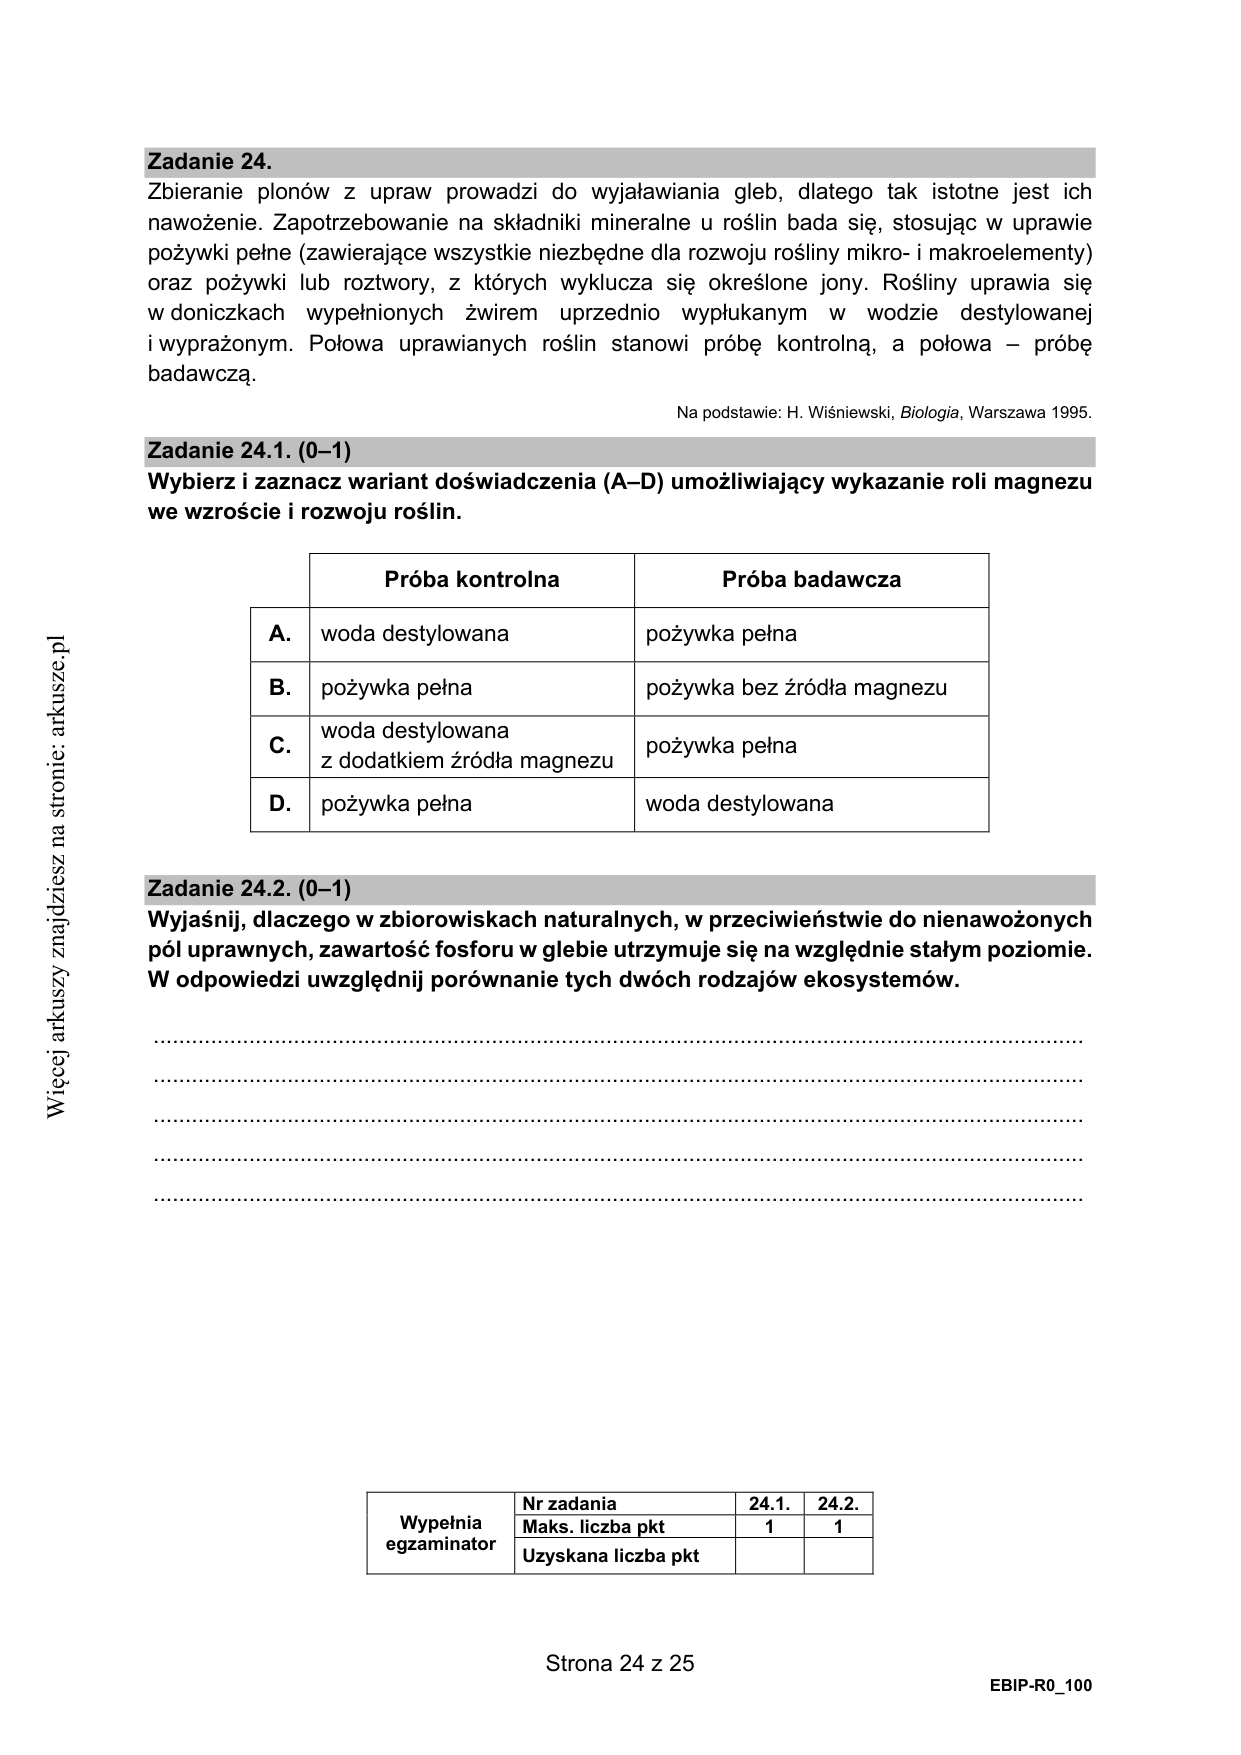 Zadanie 24.
Zbieranie plonów z upraw prowadzi do wyjaławiania gleb, dlatego tak istotne jest ich
nawożenie. Zapotrzebowanie na składniki mineralne u roślin bada się, stosując w uprawie
pożywki pełne (zawierające wszystkie niezbędne dla rozwoju rośliny mikro- i makroelementy)
oraz pożywki lub roztwory, z których wyklucza się określone jony. Rośliny uprawia się
w doniczkach wypełnionych żwirem uprzednio wypłukanym w wodzie destylowanej
i wyprażonym. Połowa uprawianych roślin stanowi próbę kontrolną, a połowa – próbę
badawczą.
Na podstawie: H. Wiśniewski, Biologia, Warszawa 1995.
Zadanie 24.1. (0–1)
Wybierz i zaznacz wariant doświadczenia (A–D) umożliwiający wykazanie roli magnezu
we wzroście i rozwoju roślin.
Próba kontrolna Próba badawcza
A. woda destylowana pożywka pełna
B. pożywka pełna pożywka bez źródła magnezu
C. woda destylowana
z dodatkiem źródła magnezu pożywka pełna
D. pożywka pełna woda destylowana
Zadanie 24.2. (0–1)
Wyjaśnij, dlaczego w zbiorowiskach naturalnych, w przeciwieństwie do nienawożonych
pól uprawnych, zawartość fosforu w glebie utrzymuje się na względnie stałym poziomie.
W odpowiedzi uwzględnij porównanie tych dwóch rodzajów ekosystemów.
Wypełnia
egzaminator
Nr zadania 24.1. 24.2.
Maks. liczba pkt 1 1
Uzyskana liczba pkt
Strona 24 z 25
EBIP-R0_100
Więcej arkuszy znajdziesz na stronie: arkusze.pl